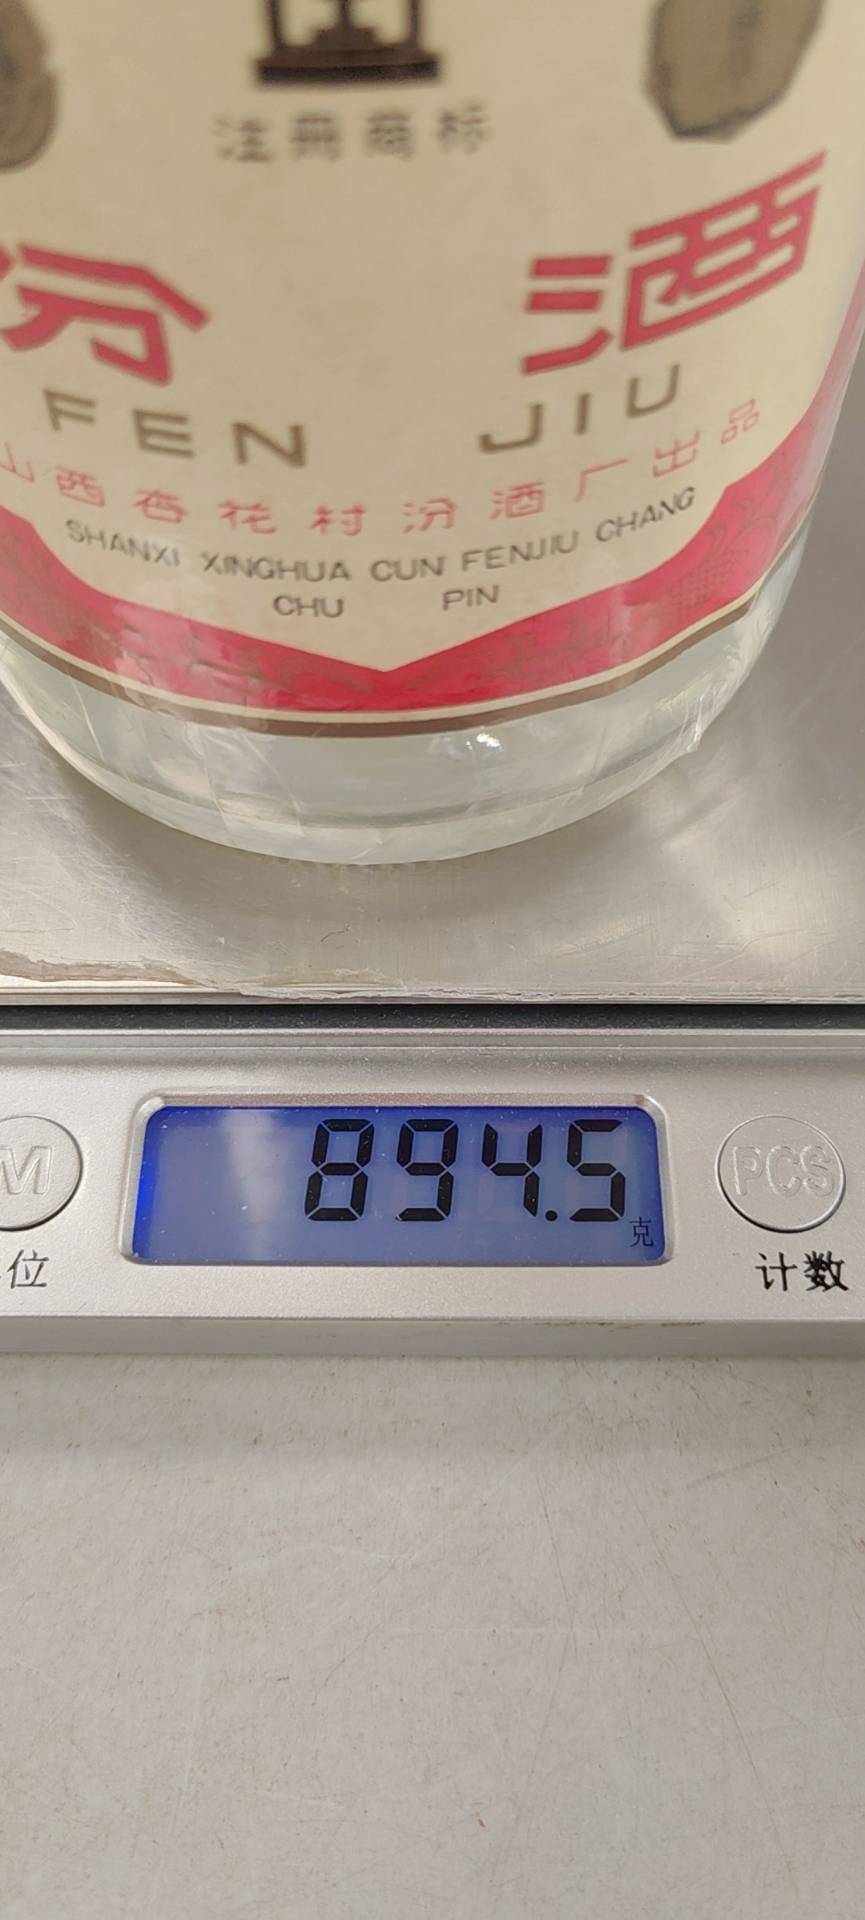 注册商标
汾 酒
FEN JIU
山西杏花村汾酒厂出品
SHANXI XINGHUA CUN FENJIU CHANG
CHU PIN
894.5
克
M
PCS
位
计数